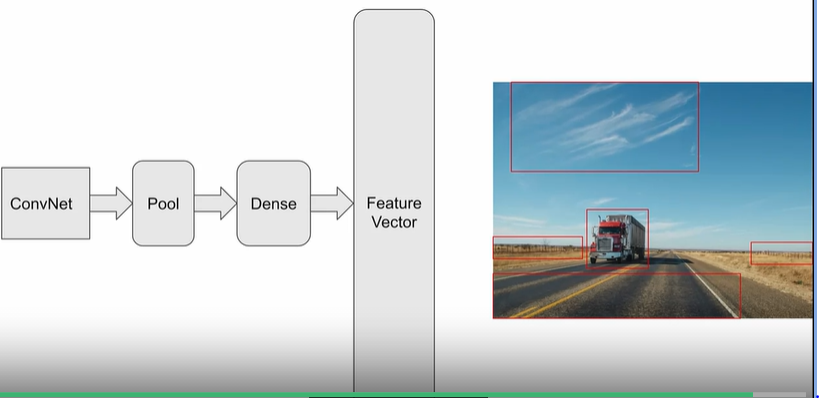 ConvNet
Pool
Dense
Feature
Vector